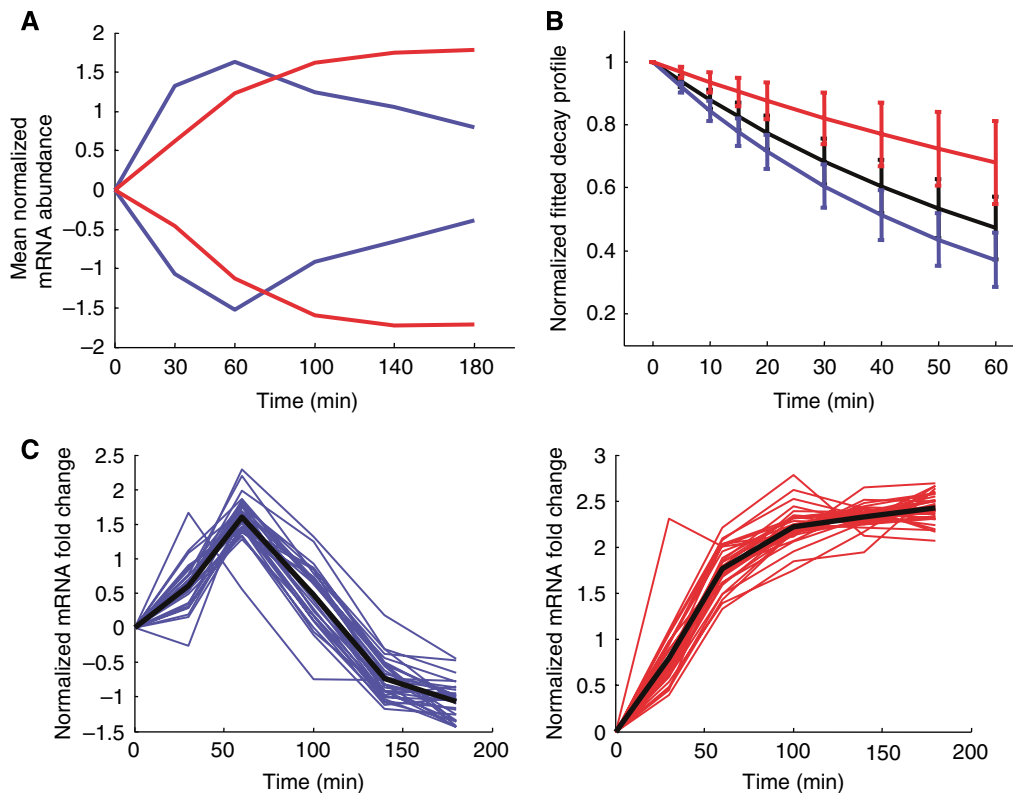 A
Mean normalized
mRNA abundance
2
1.5
1
0.5
0
−0.5
−1
−1.5
−2
0 30 60 100 140 180
Time (min)
B
Normalized fitted decay profile
1
0.8
0.6
0.4
0.2
0 10 20 30 40 50 60
Time (min)
C
Normalized mRNA fold change
2.5
2
1.5
1
0.5
0
−0.5
−1
−1.5
0 50 100 150 200
Time (min)
Normalized mRNA fold change
3
2.5
2
1.5
1
0.5
0
0 50 100 150 200
Time (min)